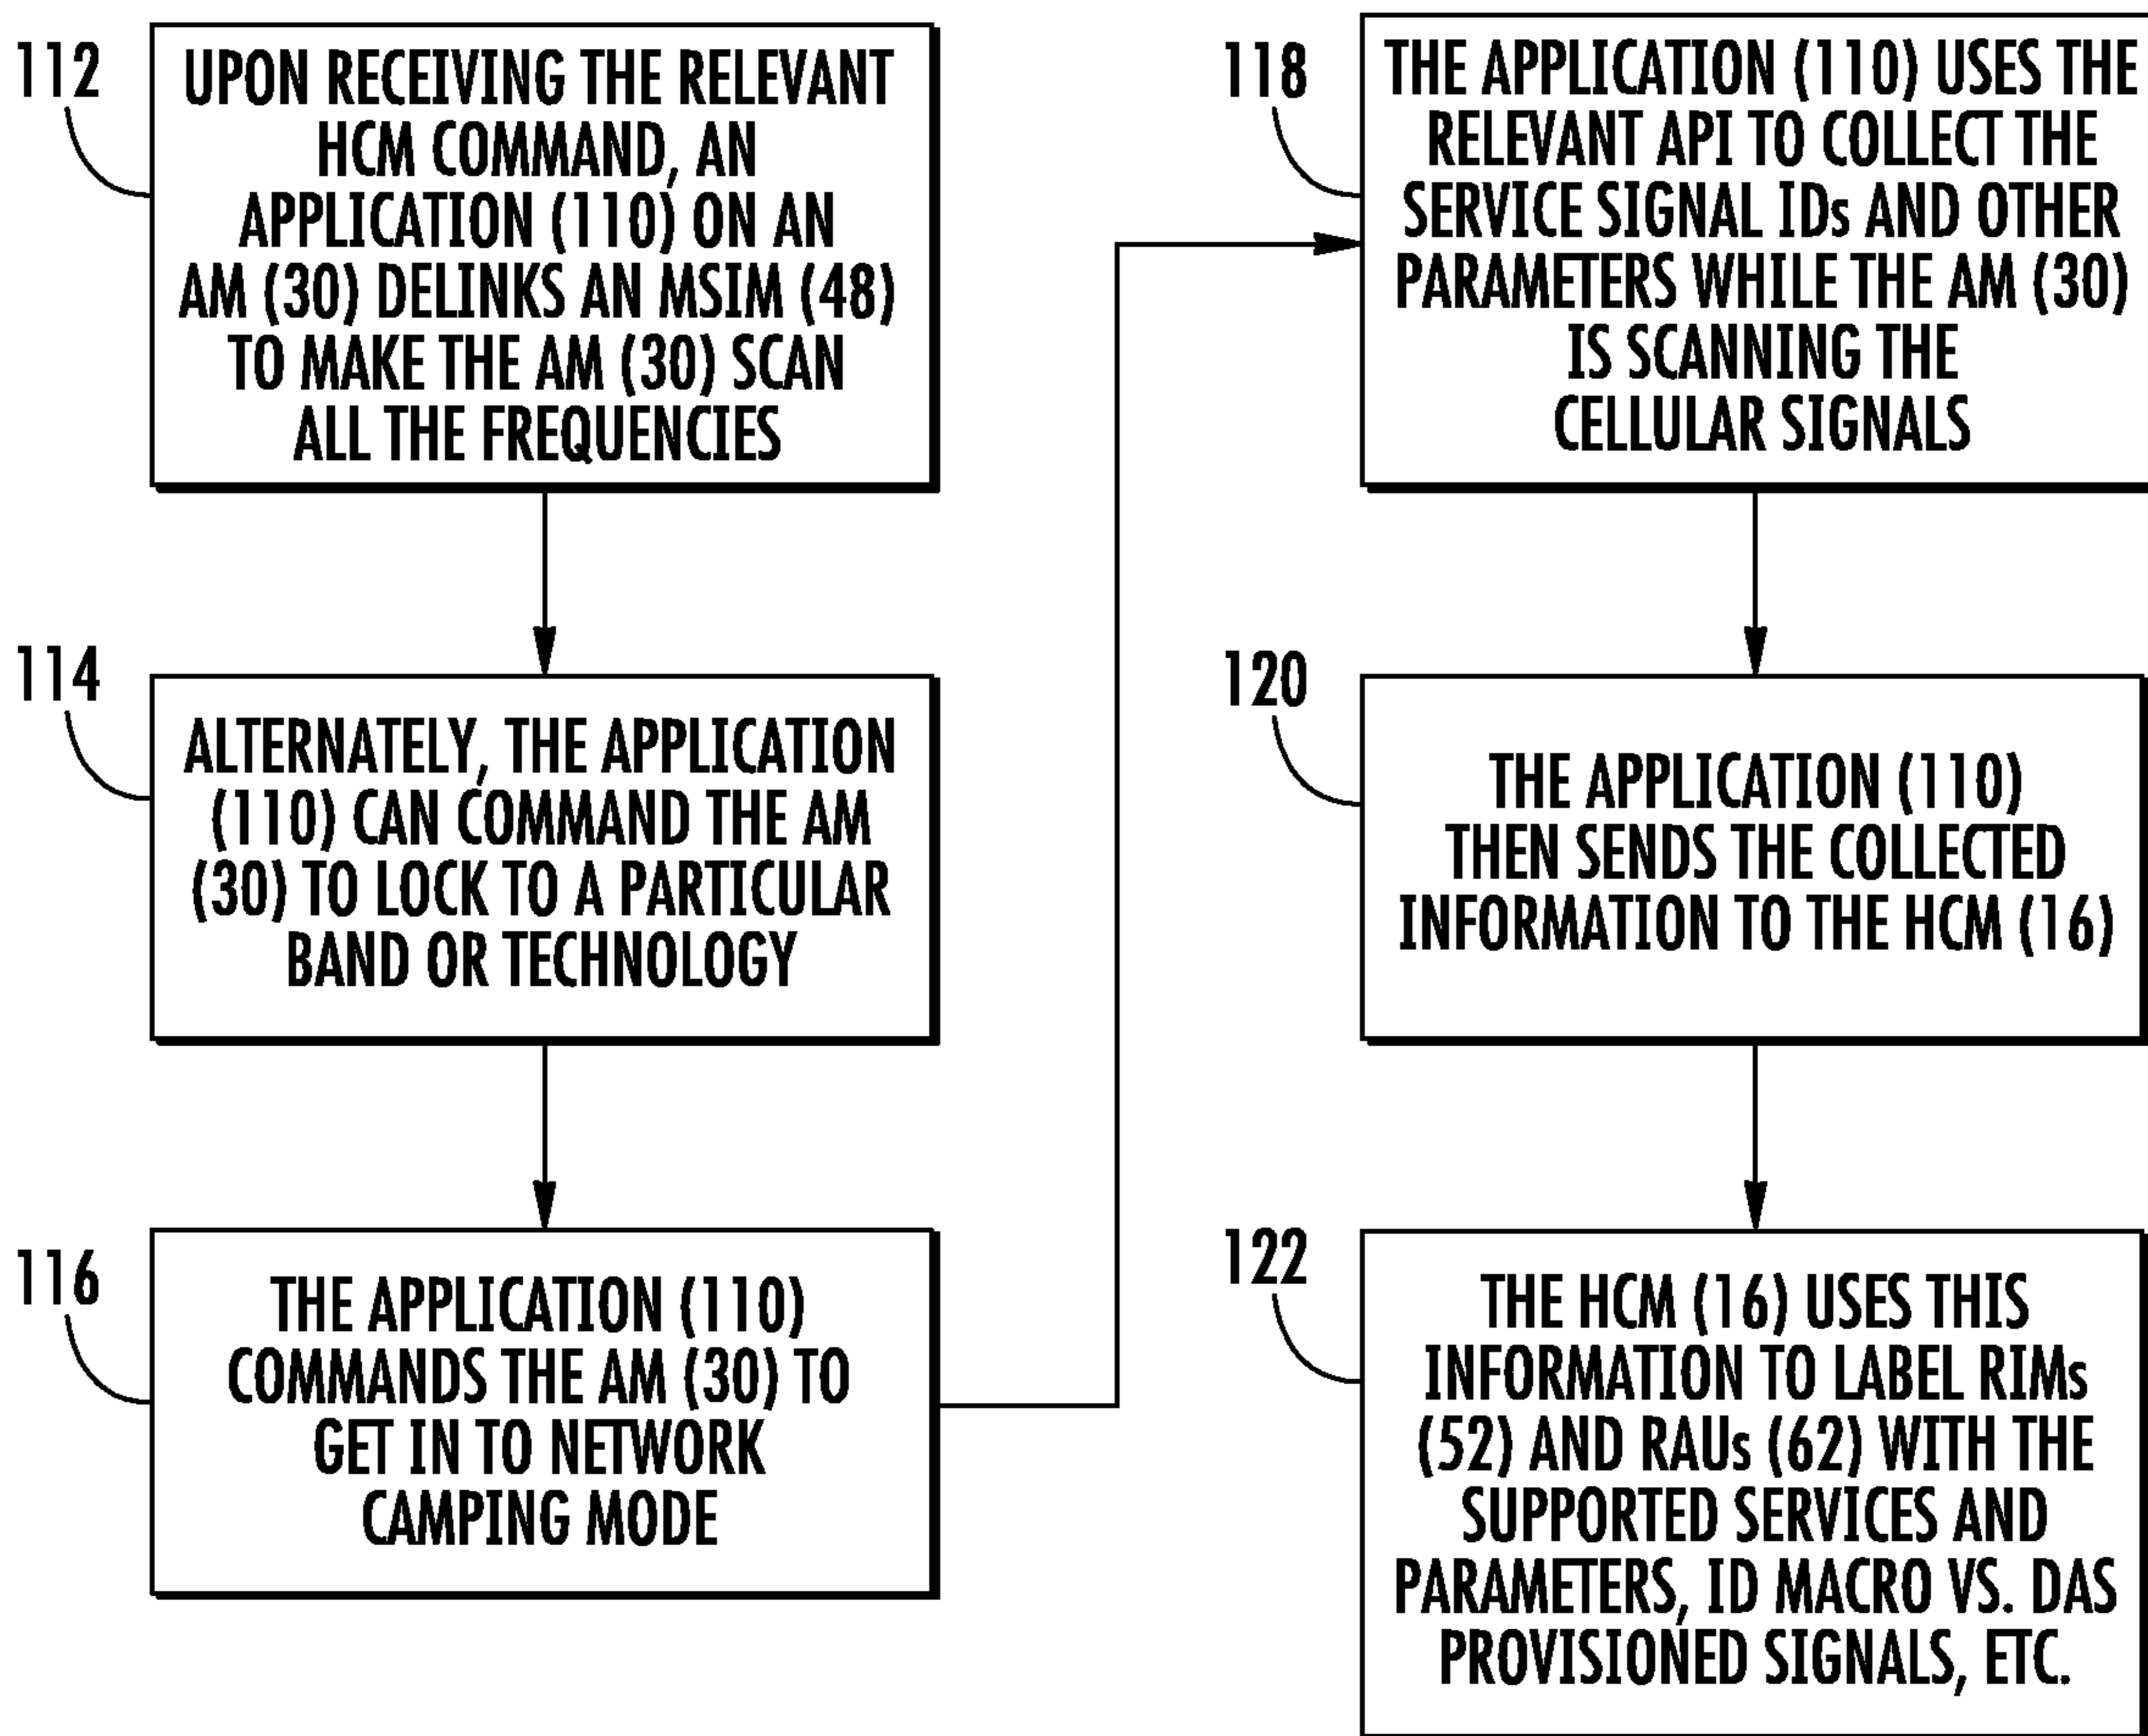 112
UPON RECEIVING THE RELEVANT
HCM COMMAND, AN
APPLICATION (110) ON AN
AM (30) DELINKS AN MSIM (48)
TO MAKE THE AM (30) SCAN
ALL THE FREQUENCIES
114
ALTERNATELY, THE APPLICATION
(110) CAN COMMAND THE AM
(30) TO LOCK TO A PARTICULAR
BAND OR TECHNOLOGY
116
THE APPLICATION (110)
COMMANDS THE AM (30) TO
GET IN TO NETWORK
CAMPING MODE
118
THE APPLICATION (110) USES THE
RELEVANT API TO COLLECT THE
SERVICE SIGNAL IDs AND OTHER
PARAMETERS WHILE THE AM (30)
IS SCANNING THE
CELLULAR SIGNALS
120
THE APPLICATION (110)
THEN SENDS THE COLLECTED
INFORMATION TO THE HCM (16)
122
THE HCM (16) USES THIS
INFORMATION TO LABEL RIMs
(52) AND RAUs (62) WITH THE
SUPPORTED SERVICES AND
PARAMETERS, ID MACRO VS. DAS
PROVISIONED SIGNALS, ETC.